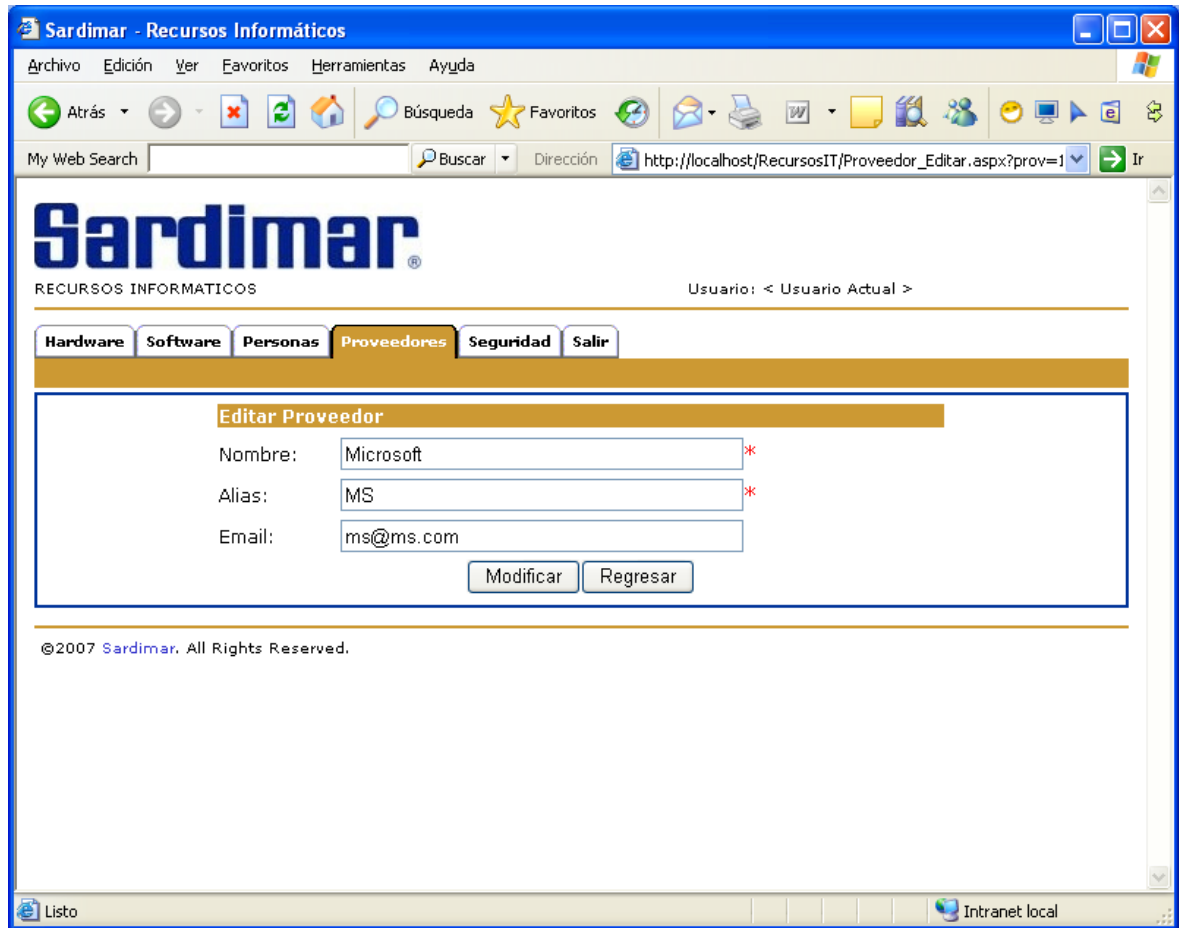 Sardimar - Recursos Informáticos
Archivo Edición Ver Favoritos Herramientas Ayuda
Atrás Búsqueda Favoritos
My Web Search Buscar Dirección http://localhost/RecursosIT/Proveedor_Editar.aspx?prov=1 Ir
Sardimar®
RECURSOS INFORMATICOS Usuario: < Usuario Actual >
Hardware Software Personas Proveedores Seguridad Salir
Editar Proveedor
Nombre: Microsoft *
Alias: MS *
Email: ms@ms.com
Modificar Regresar
©2007 Sardimar. All Rights Reserved.
Listo Intranet local